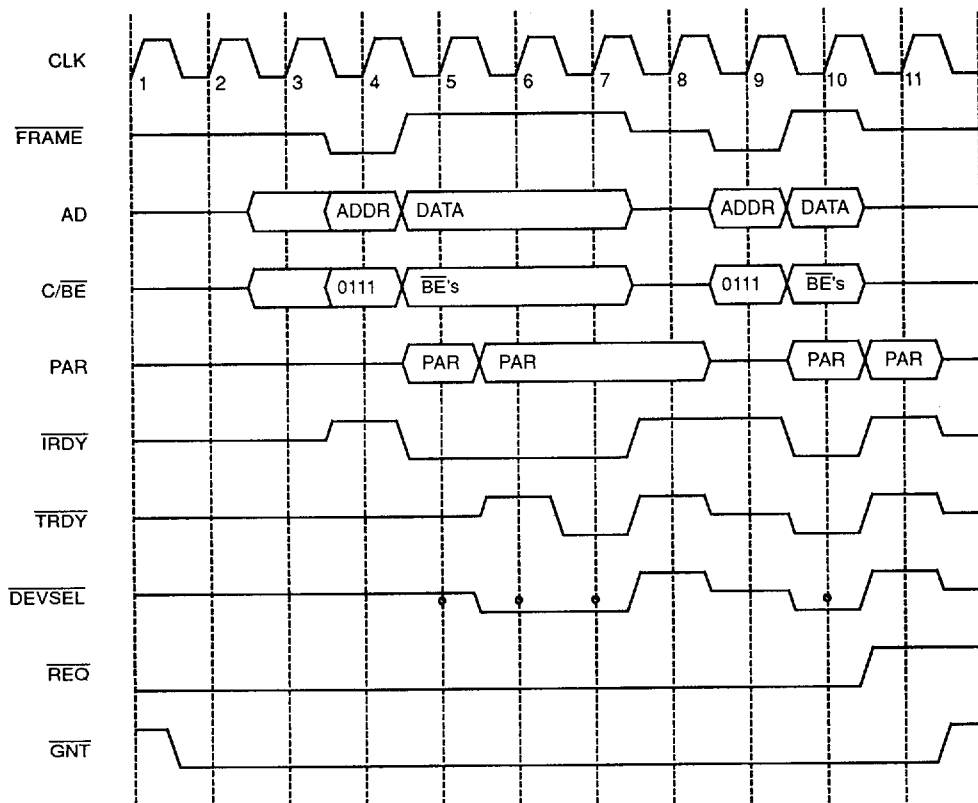 CLK
1 2 3 4 5 6 7 8 9 10 11
FRAME
AD ADDR DATA ADDR DATA
C/BE 0111 BE's 0111 BE's
PAR PAR PAR PAR PAR
IRDY
TRDY
DEVSEL
REQ
GNT